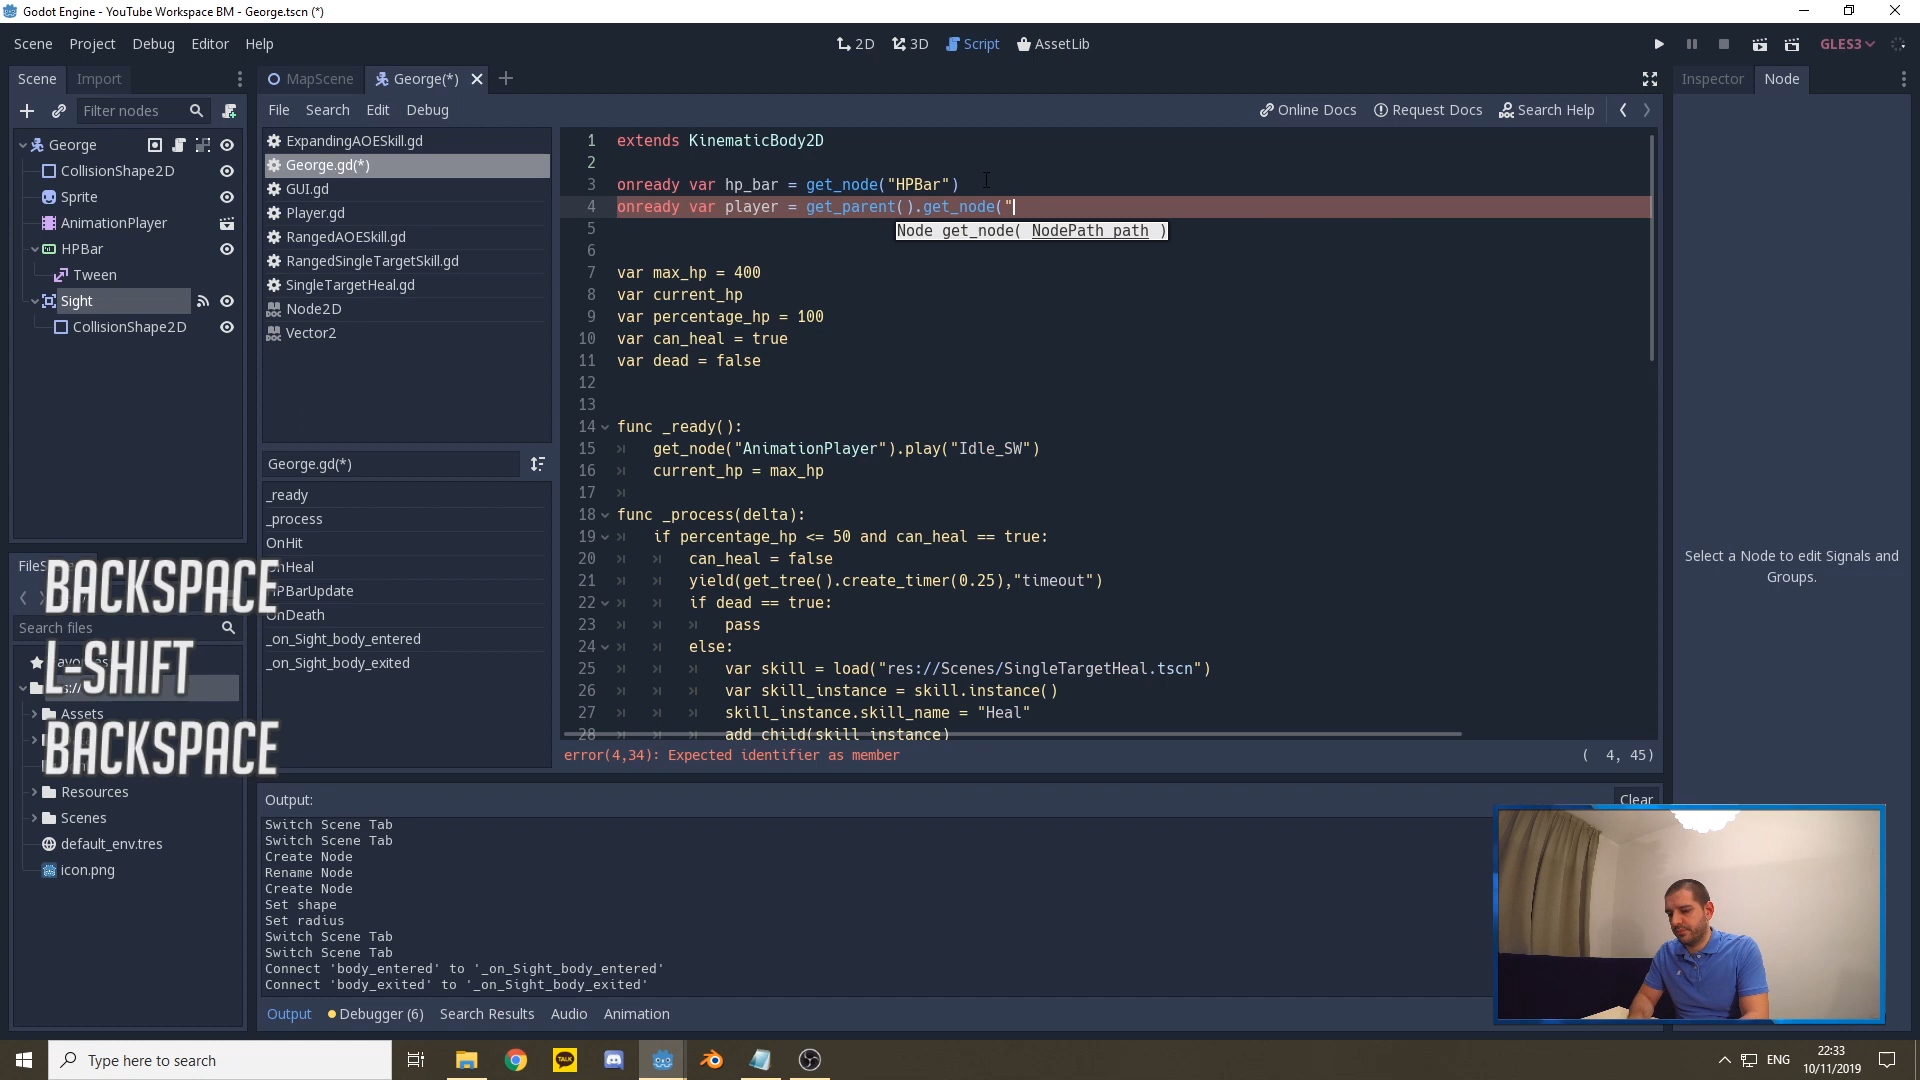 Godot Engine - YouTube Workspace BM - George.tscn (*)
Scene Project Debug Editor Help
2D 3D Script AssetLib
GLES3
Scene Import
MapScene George(*)
Inspector Node
Filter nodes
File Search Edit Debug
Online Docs Request Docs Search Help
George
CollisionShape2D
Sprite
AnimationPlayer
HPBar
Tween
Sight
CollisionShape2D
ExpandingAOESkill.gd
George.gd(*)
GUI.gd
Player.gd
RangedAOESkill.gd
RangedSingleTargetSkill.gd
SingleTargetHeal.gd
Node2D
Vector2
George.gd(*)
_ready
_process
OnHit
OnHeal
HPBarUpdate
OnDeath
_on_Sight_body_entered
_on_Sight_body_exited
1 extends KinematicBody2D
2
3 onready var hp_bar = get_node("HPBar")
4 onready var player = get_parent().get_node("
Node get_node( NodePath path )
5
6
7 var max_hp = 400
8 var current_hp
9 var percentage_hp = 100
10 var can_heal = true
11 var dead = false
12
13
14 func _ready():
15 get_node("AnimationPlayer").play("Idle_SW")
16 current_hp = max_hp
17
18 func _process(delta):
19 if percentage_hp <= 50 and can_heal == true:
20 can_heal = false
21 yield(get_tree().create_timer(0.25),"timeout")
22 if dead == true:
23 pass
24 else:
25 var skill = load("res://Scenes/SingleTargetHeal.tscn")
26 var skill_instance = skill.instance()
27 skill_instance.skill_name = "Heal"
28 add_child(skill_instance)
error(4,34): Expected identifier as member
( 4, 45)
Select a Node to edit Signals and
Groups.
BACKSPACE
L-SHIFT
BACKSPACE
Search files
Assets
Resources
Scenes
default_env.tres
icon.png
Output:
Clear
Switch Scene Tab
Switch Scene Tab
Create Node
Rename Node
Create Node
Set shape
Set radius
Switch Scene Tab
Switch Scene Tab
Connect 'body_entered' to '_on_Sight_body_entered'
Connect 'body_exited' to '_on_Sight_body_exited'
Output Debugger (6) Search Results Audio Animation
Type here to search
TALK
ENG
22:33
10/11/2019